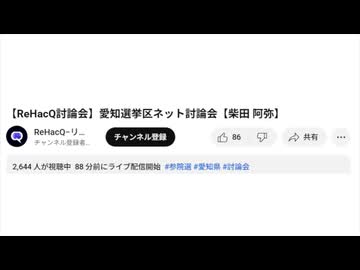 【ReHacQ討論会】愛知選挙区ネット討論会【柴田 阿弥】
ReHacQ−リ...
チャンネル登録者...
チャンネル登録
86
共有
2,644 人が視聴中 88 分前にライブ配信開始 #参院選 #愛知県 #討論会